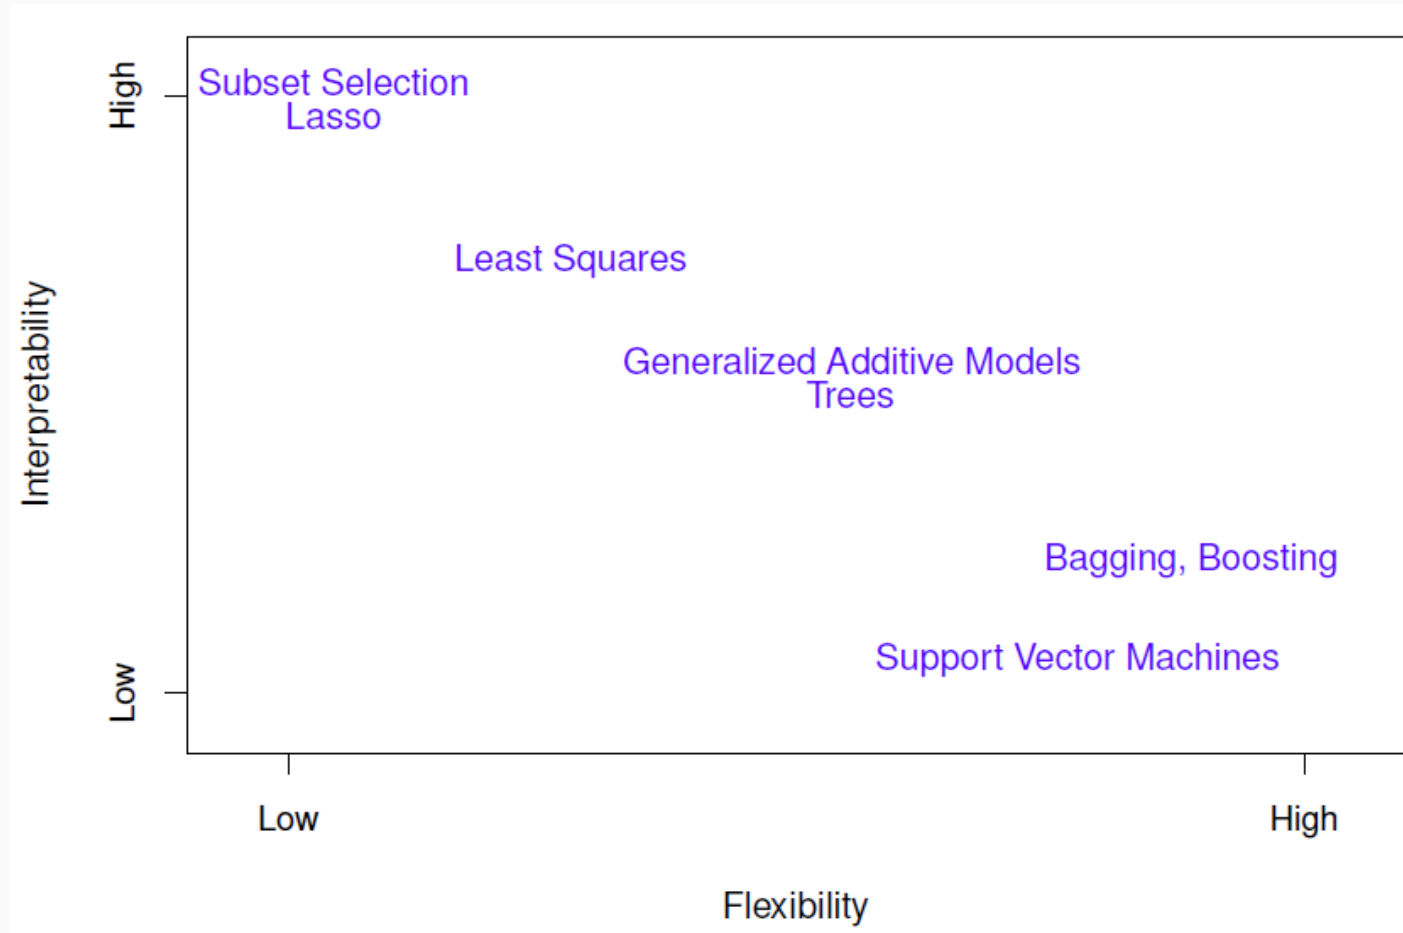 High
Subset Selection
Lasso
Least Squares
Interpretability
Generalized Additive Models
Trees
Bagging, Boosting
Support Vector Machines
Low
Low
High
Flexibility